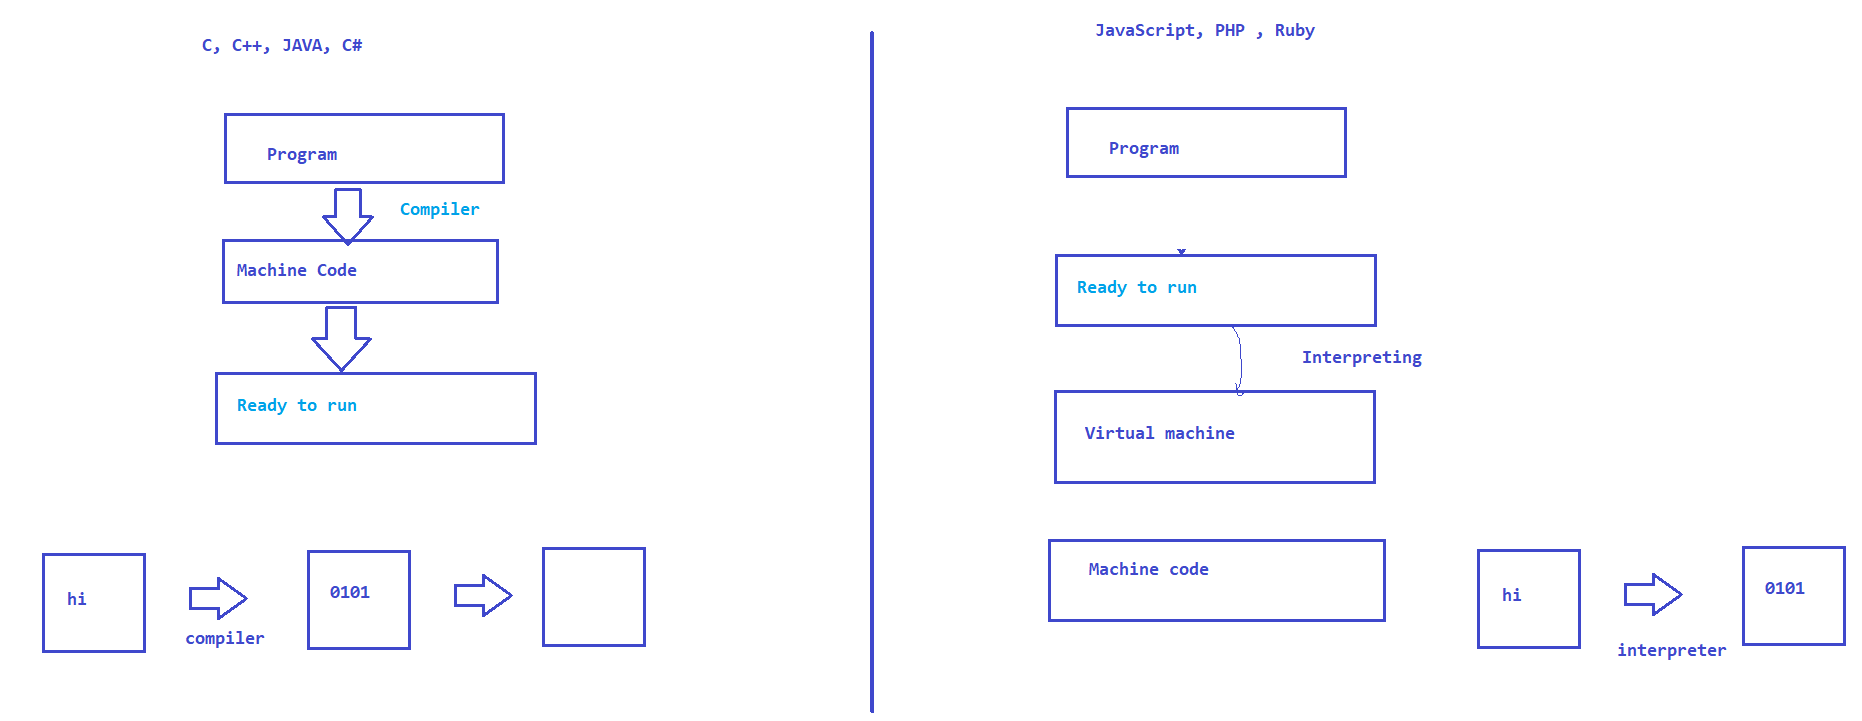 C, C++, JAVA, C#
Program
Compiler
Machine Code
Ready to run
hi
compiler
0101
JavaScript, PHP , Ruby
Program
Ready to run
Interpreting
Virtual machine
Machine code
hi
interpreter
0101